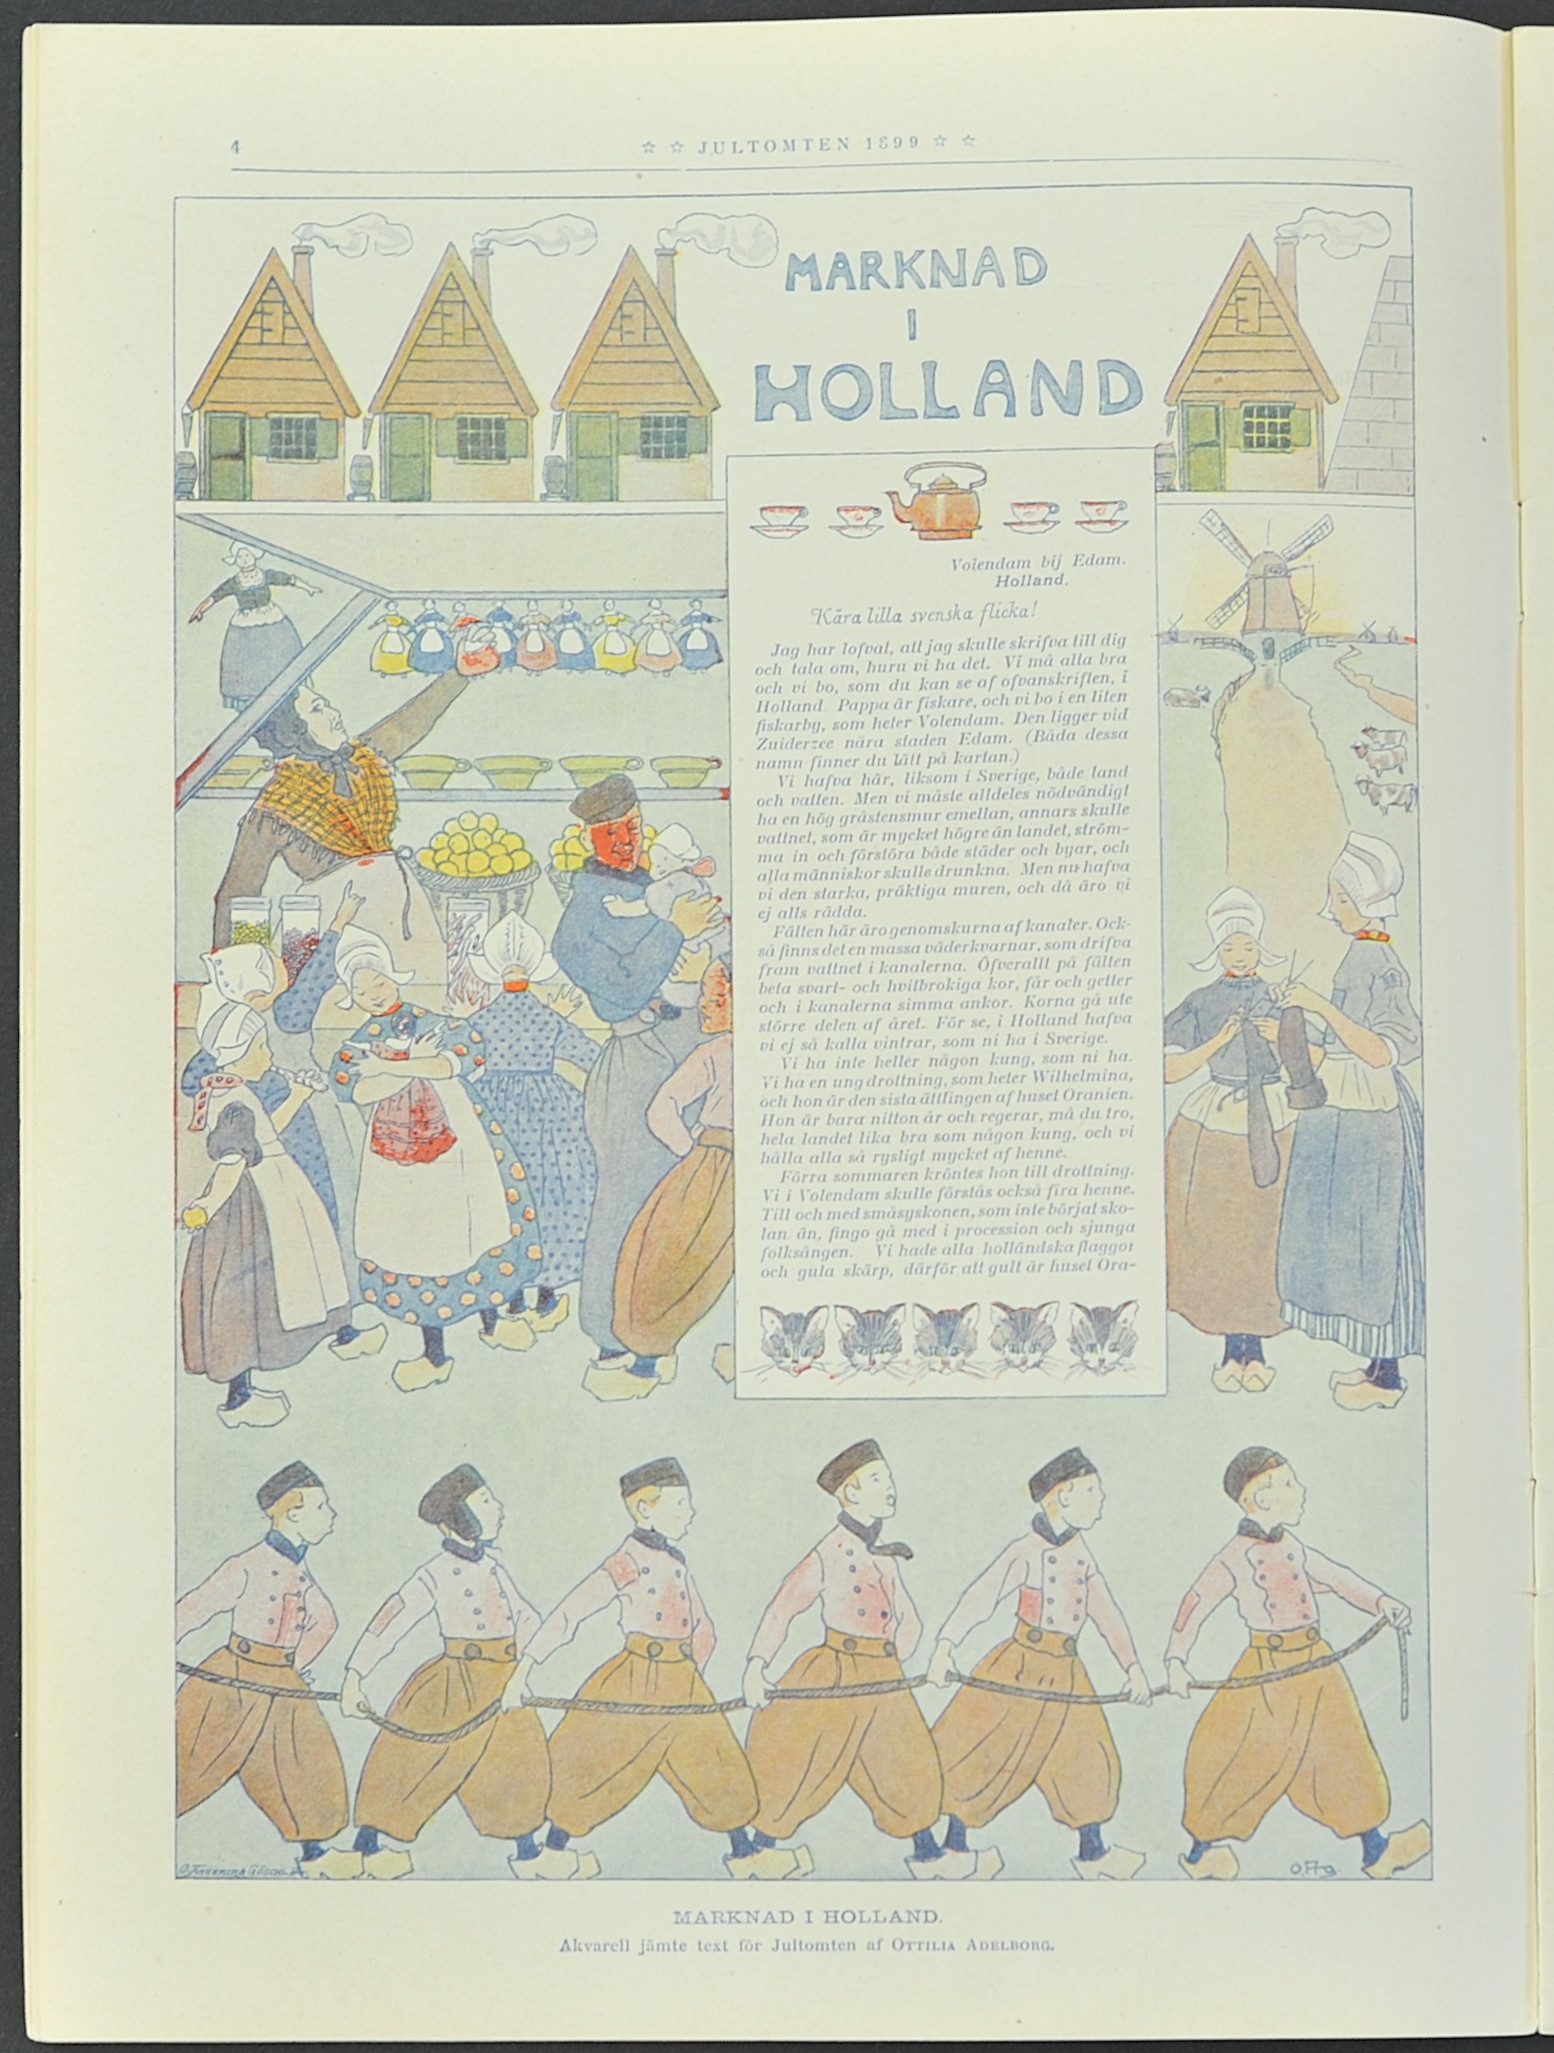 4
☆ ☆ JULTOMTEN 1899 ☆ ☆
MARKNAD
I
HOLLAND
Volendam bij Edam.
Holland.
Kära lilla svenska flicka!
Jag har lofvat, att jag skulle skrifva till dig
och tala om, huru vi ha det. Vi må alla bra
och vi bo, som du kan se af ofvanskriften, i
Holland. Pappa är fiskare, och vi bo i en liten
fiskarby, som heter Volendam. Den ligger vid
Zuiderzee nära staden Edam. (Båda dessa
namn finner du lätt på kartan.)
Vi hafva här, liksom i Sverige, både land
och vatten. Men vi måste alldeles nödvändigt
ha en hög gråstensmur emellan, annars skulle
vattnet, som är mycket högre än landet, ström-
ma in och förstöra både städer och byar, och
alla människor skulle drunkna. Men nu hafva
vi den starka, präktiga muren, och då äro vi
ej alls rädda.
Fälten här äro genomskurna af kanaler. Ock-
så finns det en massa väderkvarnar, som drifva
fram vattnet i kanalerna. Öfverallt på fälten
beta svart- och hvitbrokiga kor, får och getter
och i kanalerna simma ankor. Korna gå ute
större delen af året. För se, i Holland hafva
vi ej så kalla vintrar, som ni ha i Sverige.
Vi ha inte heller någon kung, som ni ha.
Vi ha en ung drottning, som heter Wilhelmina,
och hon är den sista ättlingen af huset Oranien.
Hon är bara nitton år och regerar, må du tro,
hela landet lika bra som någon kung, och vi
hålla alla så rysligt mycket af henne.
Förra sommaren kröntes hon till drottning.
Vi i Volendam skulle förstås också fira henne.
Till och med småsyskonen, som inte börjat sko-
lan än, fingo gå med i procession och sjunga
folksången. Vi hade alla holländska flaggor
och gula skärp, därför att gult är huset Ora-
O. Ag
MARKNAD I HOLLAND.
Akvarell jämte text för Jultomten af OTTILIA ADELBORG.